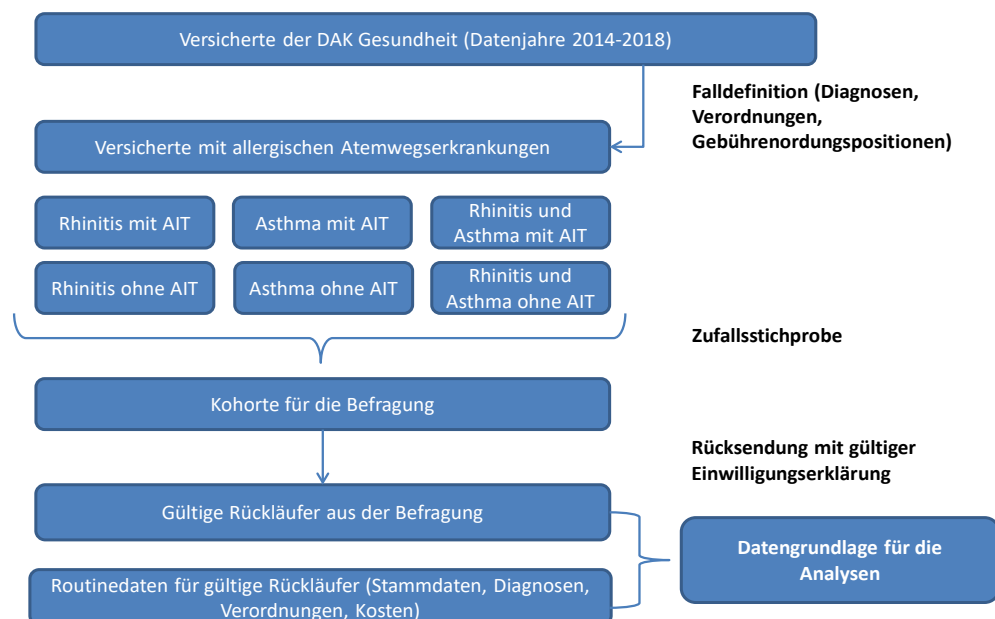 Versicherte der DAK Gesundheit (Datenjahre 2014-2018)
Falldefinition (Diagnosen,
Verordnungen,
Gebührenordungspositionen)
Versicherte mit allergischen Atemwegserkrankungen
Rhinitis mit AIT
Asthma mit AIT
Rhinitis und
Asthma mit AIT
Rhinitis ohne AIT
Asthma ohne AIT
Rhinitis und
Asthma ohne AIT
Zufallsstichprobe
Kohorte für die Befragung
Rücksendung mit gültiger
Einwilligungserklärung
Gültige Rückläufer aus der Befragung
Datengrundlage für die
Analysen
Routinedaten für gültige Rückläufer (Stammdaten, Diagnosen,
Verordnungen, Kosten)